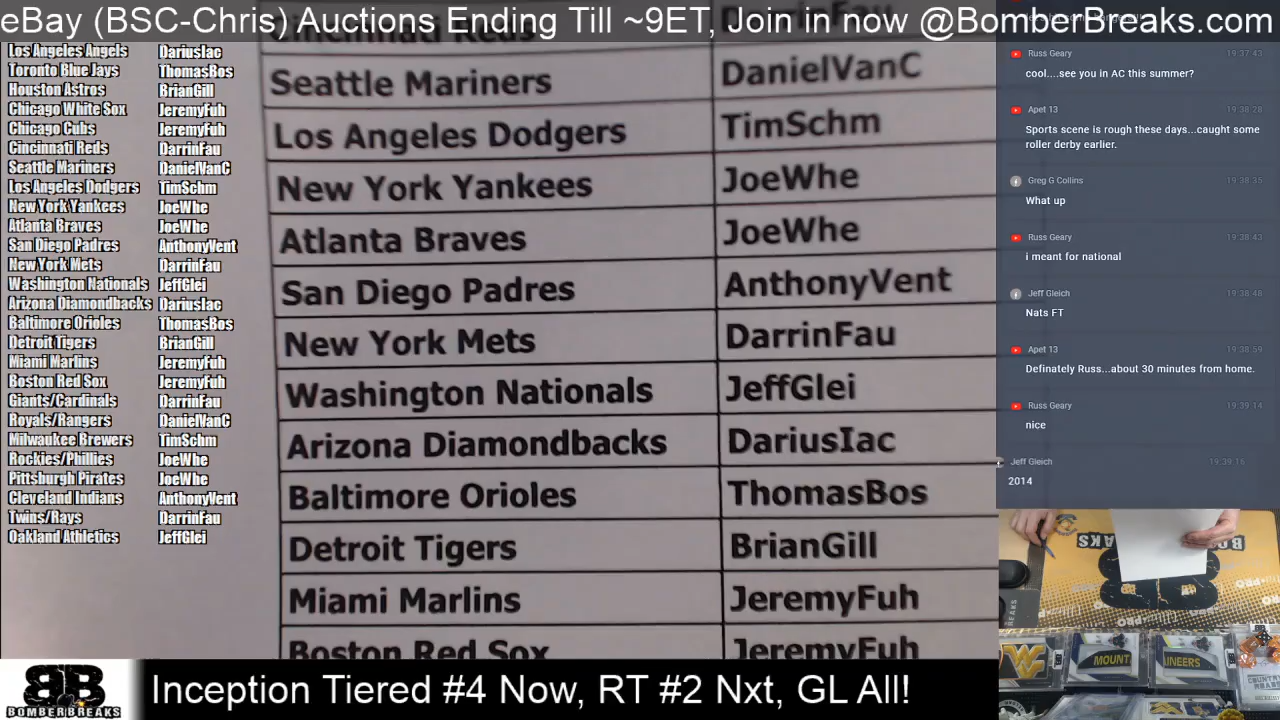 eBay (BSC-Chris) Auctions Ending Till ~9ET, Join in now @BomberBreaks.com
Los Angeles Angels DariusIac
Toronto Blue Jays ThomasBos
Houston Astros BrianGill
Chicago White Sox JeremyFuh
Chicago Cubs JeremyFuh
Cincinnati Reds DarrinFau
Seattle Mariners DanielVanC
Los Angeles Dodgers TimSchm
New York Yankees JoeWhe
Atlanta Braves JoeWhe
San Diego Padres AnthonyVent
New York Mets DarrinFau
Washington Nationals JeffGlei
Arizona Diamondbacks DariusIac
Baltimore Orioles ThomasBos
Detroit Tigers BrianGill
Miami Marlins JeremyFuh
Boston Red Sox JeremyFuh
Giants/Cardinals DarrinFau
Royals/Rangers DanielVanC
Milwaukee Brewers TimSchm
Rockies/Phillies JoeWhe
Pittsburgh Pirates JoeWhe
Cleveland Indians AnthonyVent
Twins/Rays DarrinFau
Oakland Athletics JeffGlei
Cincinnati Reds DarrinFau
Seattle Mariners DanielVanC
Los Angeles Dodgers TimSchm
New York Yankees JoeWhe
Atlanta Braves JoeWhe
San Diego Padres AnthonyVent
New York Mets DarrinFau
Washington Nationals JeffGlei
Arizona Diamondbacks DariusIac
Baltimore Orioles ThomasBos
Detroit Tigers BrianGill
Miami Marlins JeremyFuh
Boston Red Sox JeremyFuh
Russ Geary 19:37:43
cool....see you in AC this summer?
Apet 13 19:38:28
Sports scene is rough these days...caught some
roller derby earlier.
Greg G Collins 19:38:35
What up
Russ Geary 19:38:43
i meant for national
Jeff Gleich 19:38:48
Nats FT
Apet 13 19:38:59
Definately Russ...about 30 minutes from home.
Russ Geary 19:39:14
nice
Jeff Gleich 19:39:16
2014
MOUNT
INEERS
BB
BOMBERBREAKS
Inception Tiered #4 Now, RT #2 Nxt, GL All!